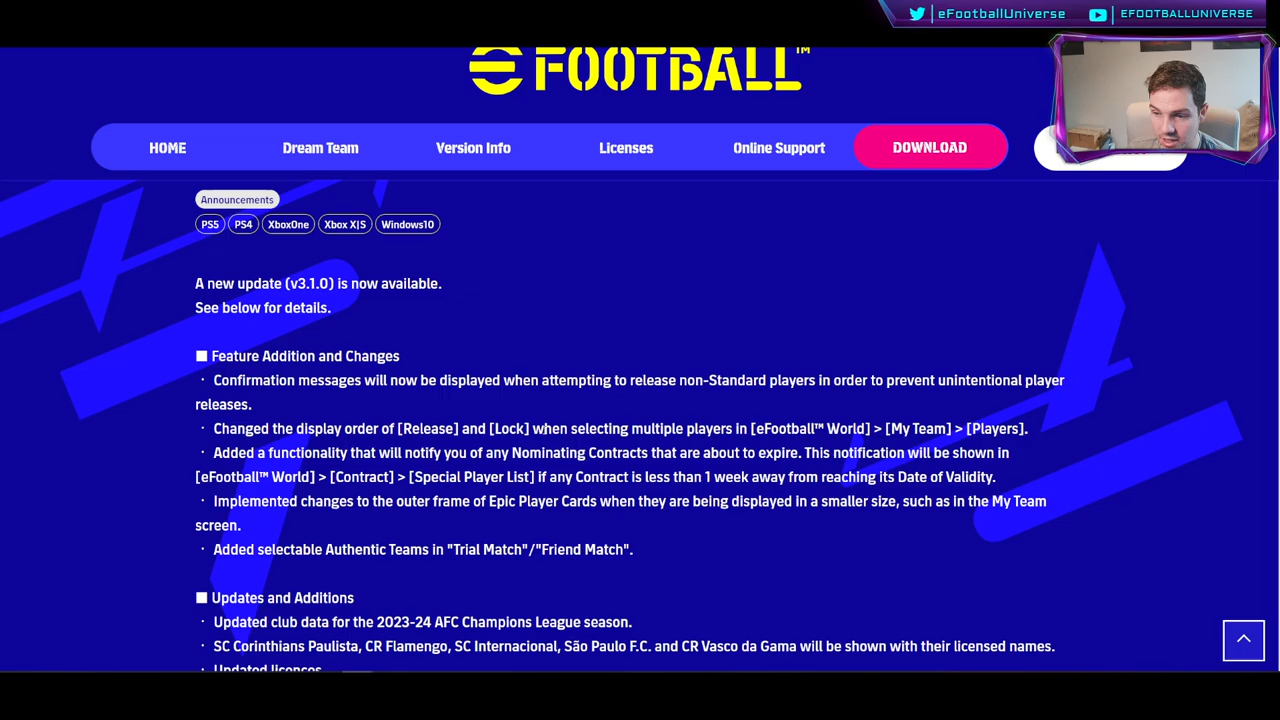 eFootballUniverse EFOOTBALLUNIVERSE
eFOOTBALL™
HOME Dream Team Version Info Licenses Online Support DOWNLOAD
Announcements
PS5 PS4 XboxOne Xbox X|S Windows10
A new update (v3.1.0) is now available.
See below for details.
■ Feature Addition and Changes
・ Confirmation messages will now be displayed when attempting to release non-Standard players in order to prevent unintentional player
releases.
・ Changed the display order of [Release] and [Lock] when selecting multiple players in [eFootball™ World] > [My Team] > [Players].
・ Added a functionality that will notify you of any Nominating Contracts that are about to expire. This notification will be shown in
[eFootball™ World] > [Contract] > [Special Player List] if any Contract is less than 1 week away from reaching its Date of Validity.
・ Implemented changes to the outer frame of Epic Player Cards when they are being displayed in a smaller size, such as in the My Team
screen.
・ Added selectable Authentic Teams in "Trial Match"/"Friend Match".
■ Updates and Additions
・ Updated club data for the 2023-24 AFC Champions League season.
・ SC Corinthians Paulista, CR Flamengo, SC Internacional, São Paulo F.C. and CR Vasco da Gama will be shown with their licensed names.
・ Updated licences